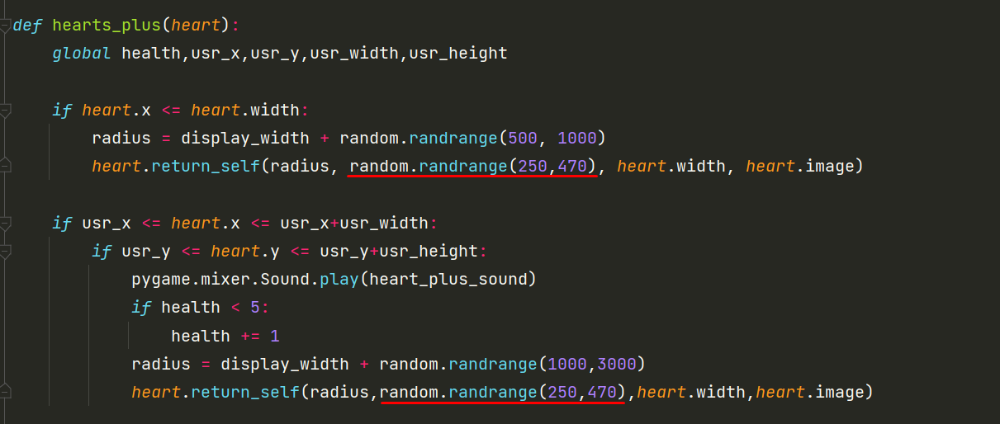 def hearts_plus(heart):
    global health,usr_x,usr_y,usr_width,usr_height
    if heart.x <= heart.width:
        radius = display_width + random.randrange(500, 1000)
        heart.return_self(radius, random.randrange(250,470), heart.width, heart.image)
    if usr_x <= heart.x <= usr_x+usr_width:
        if usr_y <= heart.y <= usr_y+usr_height:
            pygame.mixer.Sound.play(heart_plus_sound)
            if health < 5:
                health += 1
            radius = display_width + random.randrange(1000,3000)
            heart.return_self(radius,random.randrange(250,470),heart.width,heart.image)